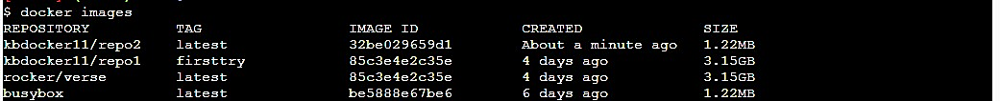 $ docker images
REPOSITORY TAG IMAGE ID CREATED SIZE
kbdocker11/repo2 latest 32be029659d1 About a minute ago 1.22MB
kbdocker11/repo1 firsttry 85c3e4e2c35e 4 days ago 3.15GB
rocker/verse latest 85c3e4e2c35e 4 days ago 3.15GB
busybox latest be5888e67be6 6 days ago 1.22MB